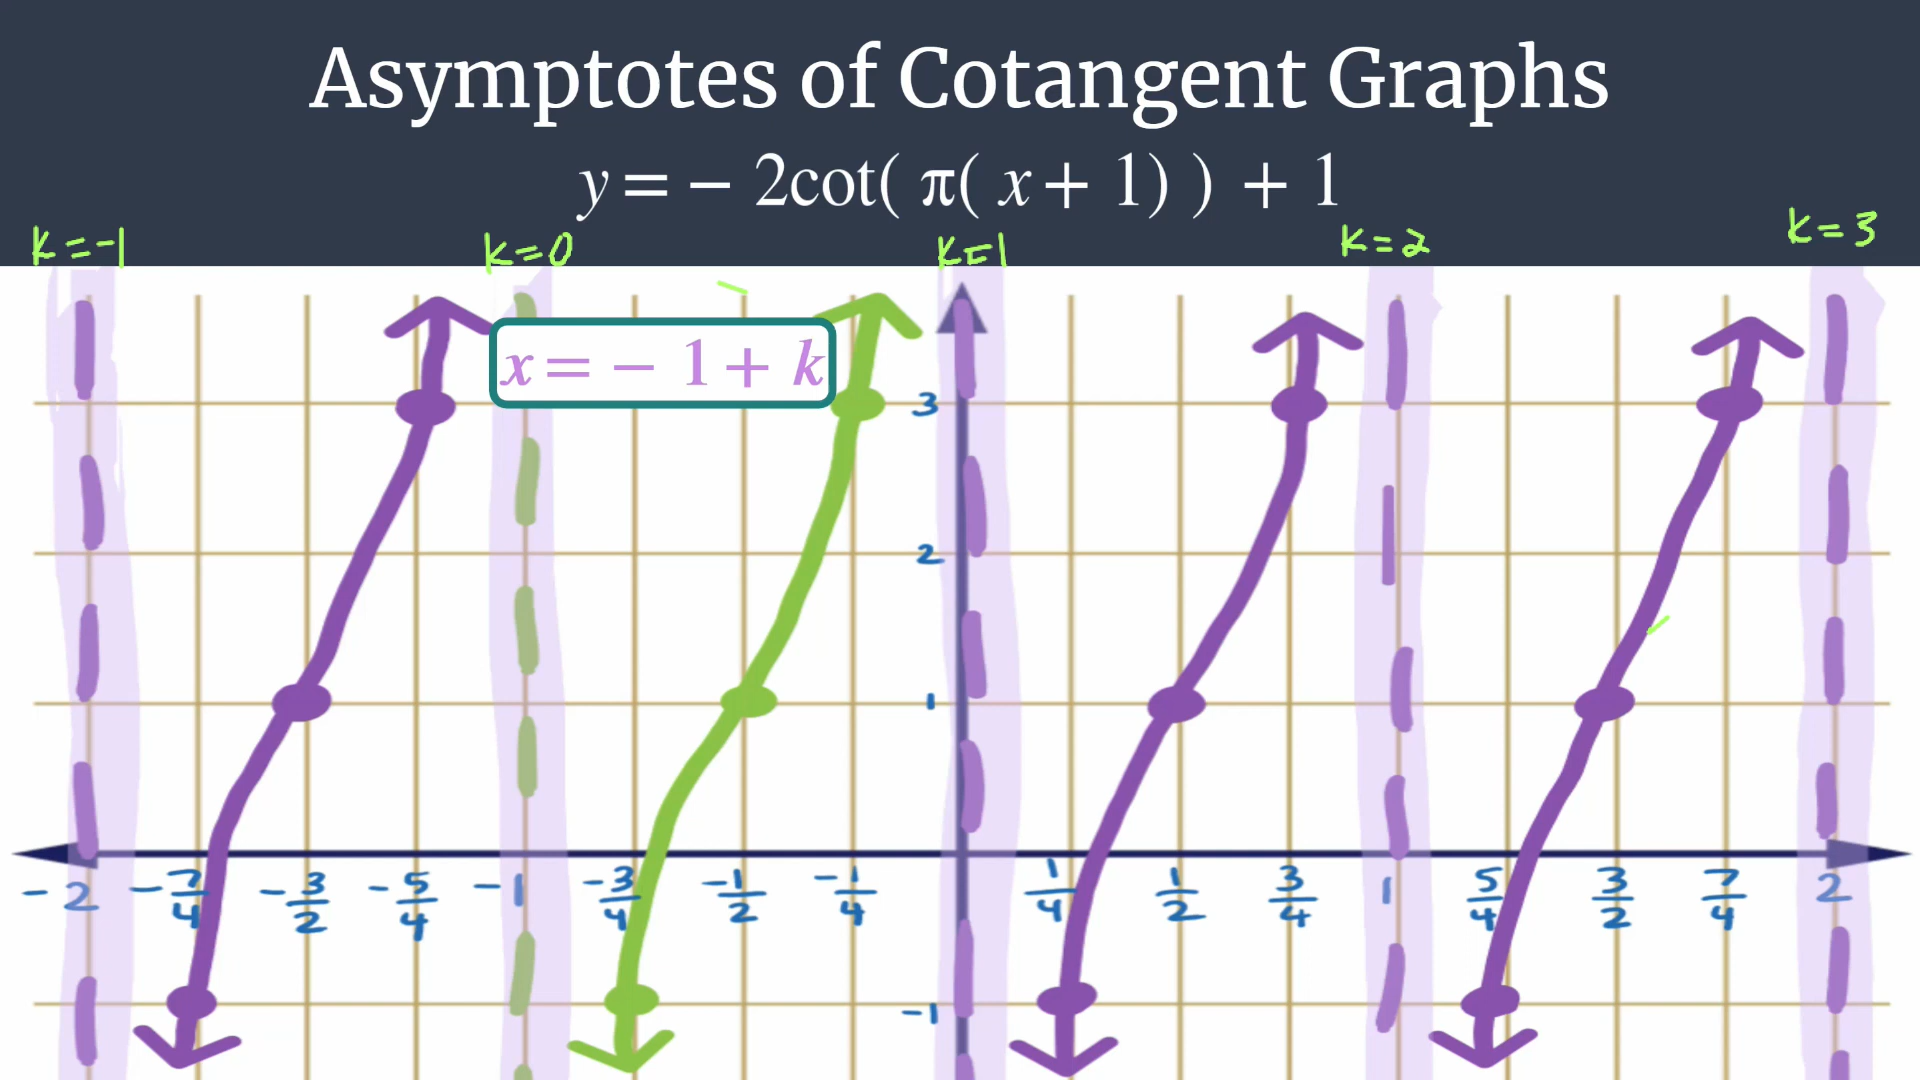 Asymptotes of Cotangent Graphs
y = − 2cot( π( x + 1) ) + 1
k=-1 k=0 k=1 k=2 k=3
x = − 1 + k
3
2
1
-2 -7/4 -3/2 -5/4 -1 -3/4 -1/2 -1/4 1/4 1/2 3/4 1 5/4 3/2 7/4 2
-1